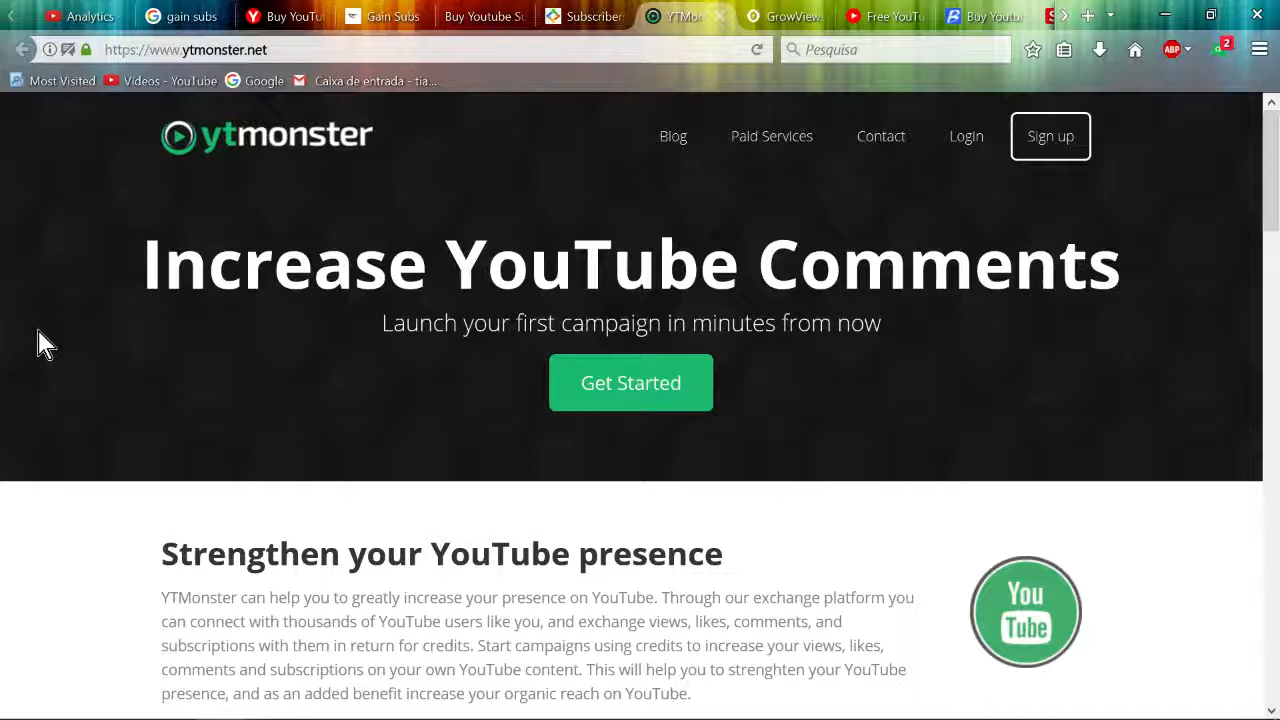 Analytics
gain subs
Buy YouTu
Gain Subs
Buy Youtube Su
Subscriber
YTMon
GrowView
Free YouTu
Buy Youtub
https://www.ytmonster.net
Pesquisa
ABP
2
Most Visited
Vídeos - YouTube
Google
Caixa de entrada - tia...
ytmonster
Blog
Paid Services
Contact
Login
Sign up
Increase YouTube Comments
Launch your first campaign in minutes from now
Get Started
Strengthen your YouTube presence
YTMonster can help you to greatly increase your presence on YouTube. Through our exchange platform you
can connect with thousands of YouTube users like you, and exchange views, likes, comments, and
subscriptions with them in return for credits. Start campaigns using credits to increase your views, likes,
comments and subscriptions on your own YouTube content. This will help you to strenghten your YouTube
presence, and as an added benefit increase your organic reach on YouTube.
You
Tube